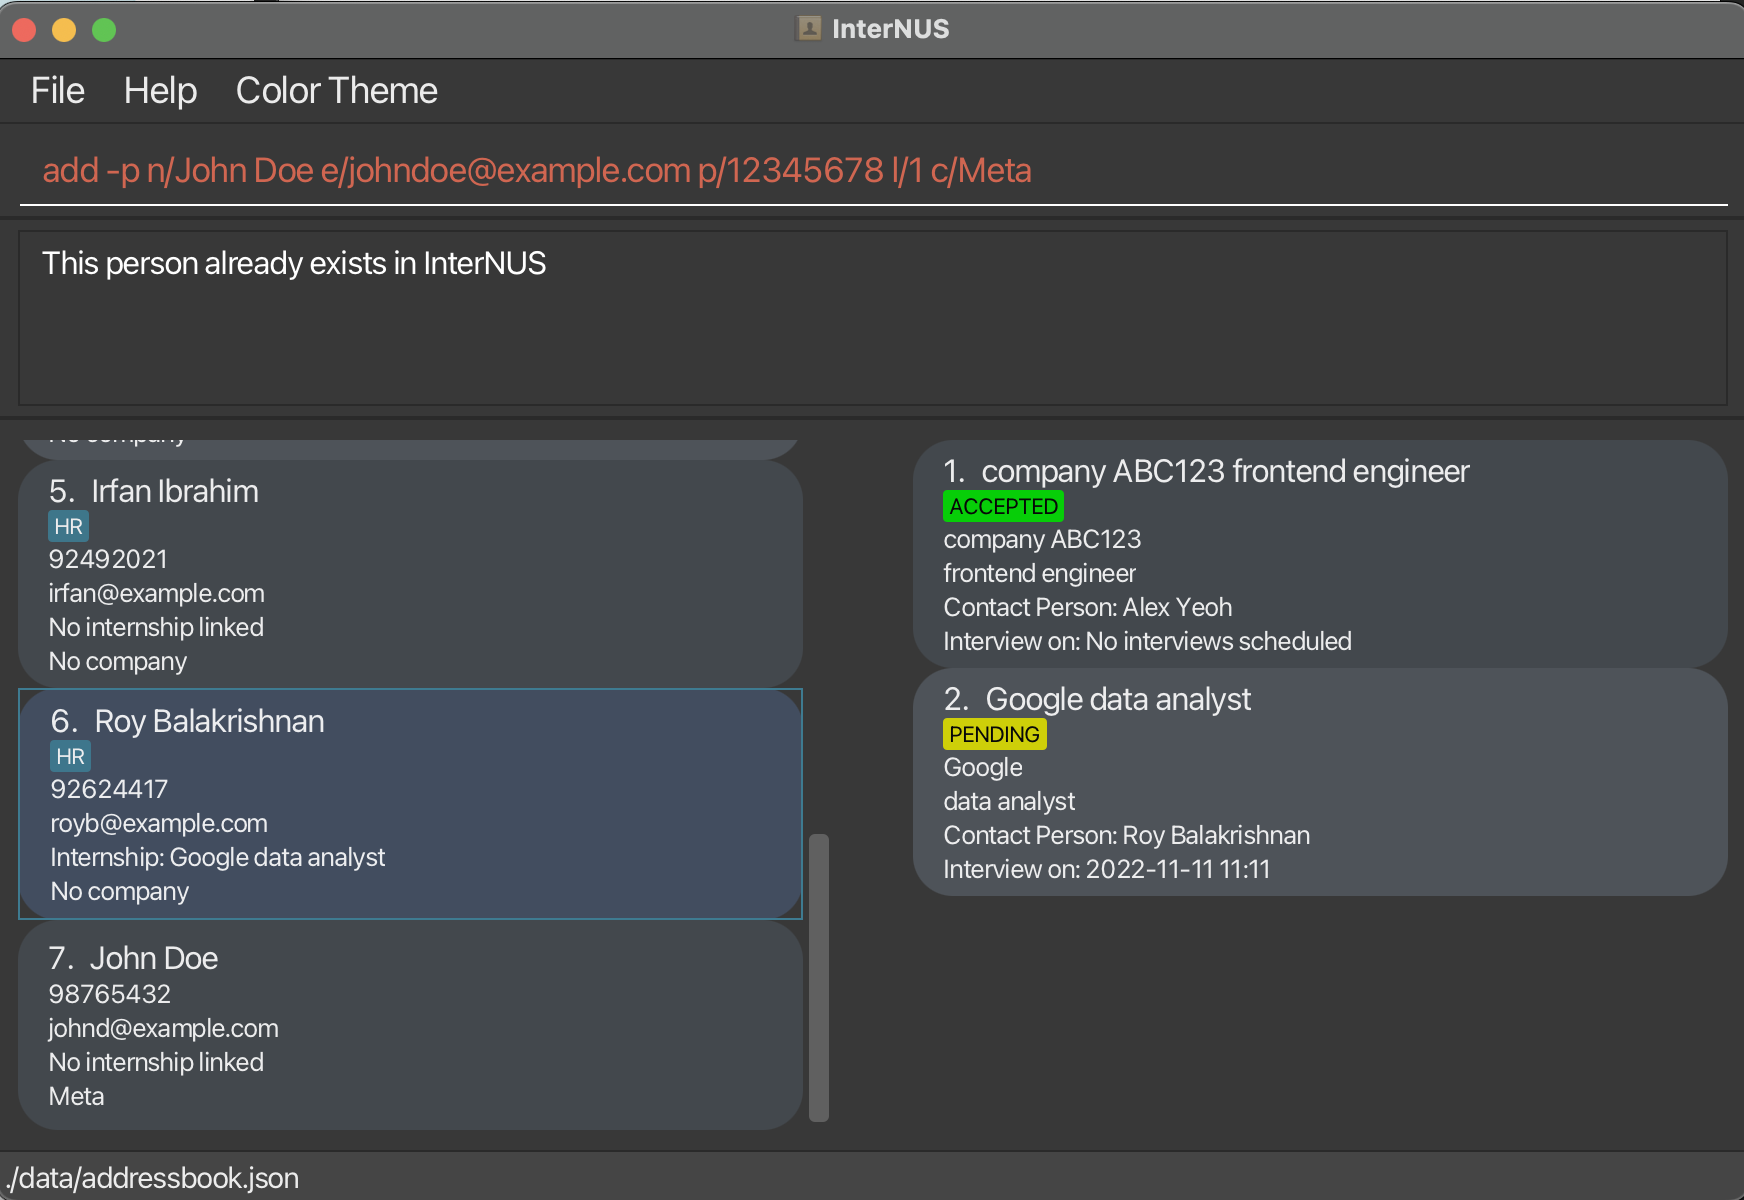 InterNUS
File Help Color Theme
add -p n/John Doe e/johndoe@example.com p/12345678 l/1 c/Meta
This person already exists in InterNUS
No company
5. Irfan Ibrahim
HR
92492021
irfan@example.com
No internship linked
No company
6. Roy Balakrishnan
HR
92624417
royb@example.com
Internship: Google data analyst
No company
7. John Doe
98765432
johnd@example.com
No internship linked
Meta
1. company ABC123 frontend engineer
ACCEPTED
company ABC123
frontend engineer
Contact Person: Alex Yeoh
Interview on: No interviews scheduled
2. Google data analyst
PENDING
Google
data analyst
Contact Person: Roy Balakrishnan
Interview on: 2022-11-11 11:11
./data/addressbook.json